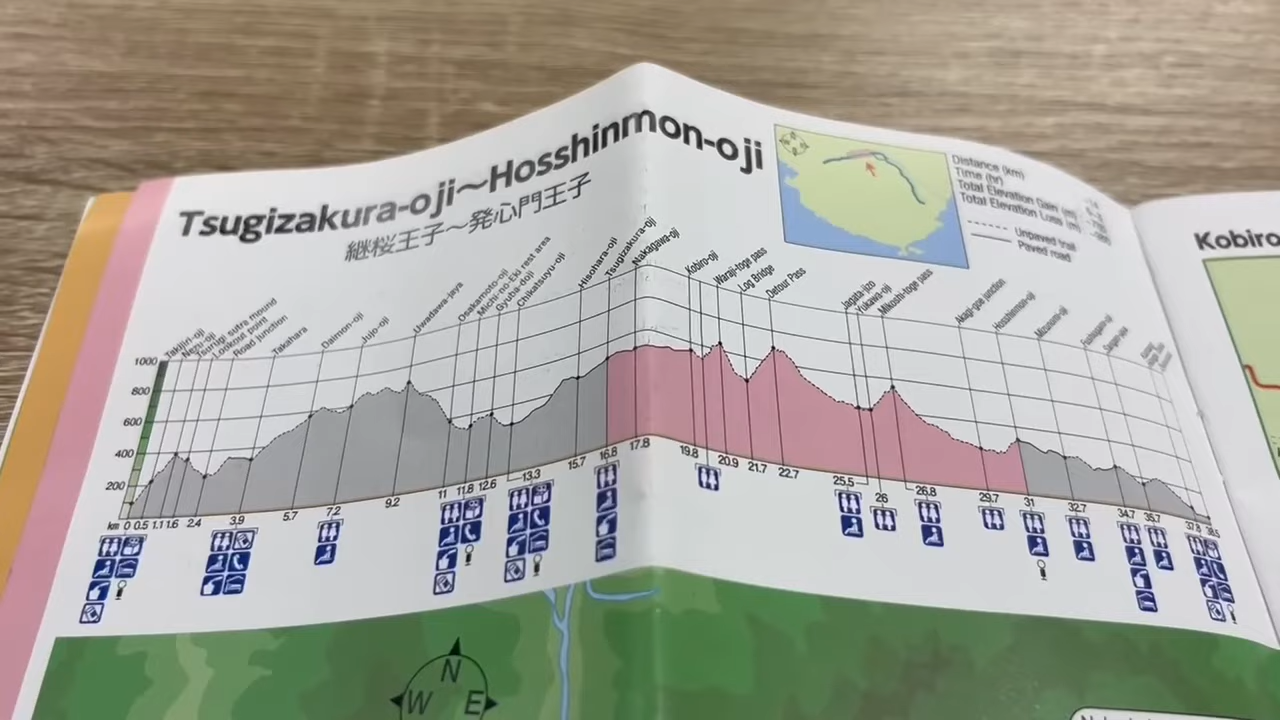 Tsugizakura-oji～Hosshinmon-oji
継桜王子～発心門王子
Distance (km)
Time (hr)
Total Elevation Gain (m)
Total Elevation Loss (m)
Unpaved trail
Paved road
Kobiro
Takijiri-oji
Nezu-oji
Tsurugi sutra mound
Lookout point
Road junction
Takahara
Daimon-oji
Jujo-oji
Uwadawa-jaya
Osakamoto-oji
Michi-no-Eki rest area
Gyuba-doji
Chikatsuyu-oji
Hisohara-oji
Tsugizakura-oji
Nakagawa-oji
Kobiro-oji
Waraji-toge pass
Log Bridge
Detour Pass
Jagata-jizo
Yukawa-oji
Mikoshi-toge pass
Hosshinmon-oji
1000
800
600
400
200
km 0 0.5 1.1 1.6 2.4 3.9 5.7 7.2 9.2 11 11.8 12.6 13.3 15.7 16.8 17.8 19.8 20.9 21.7 22.7 25.5 26 26.8 29.7 31 32.7 34.7 35.7 37.8
N
W E